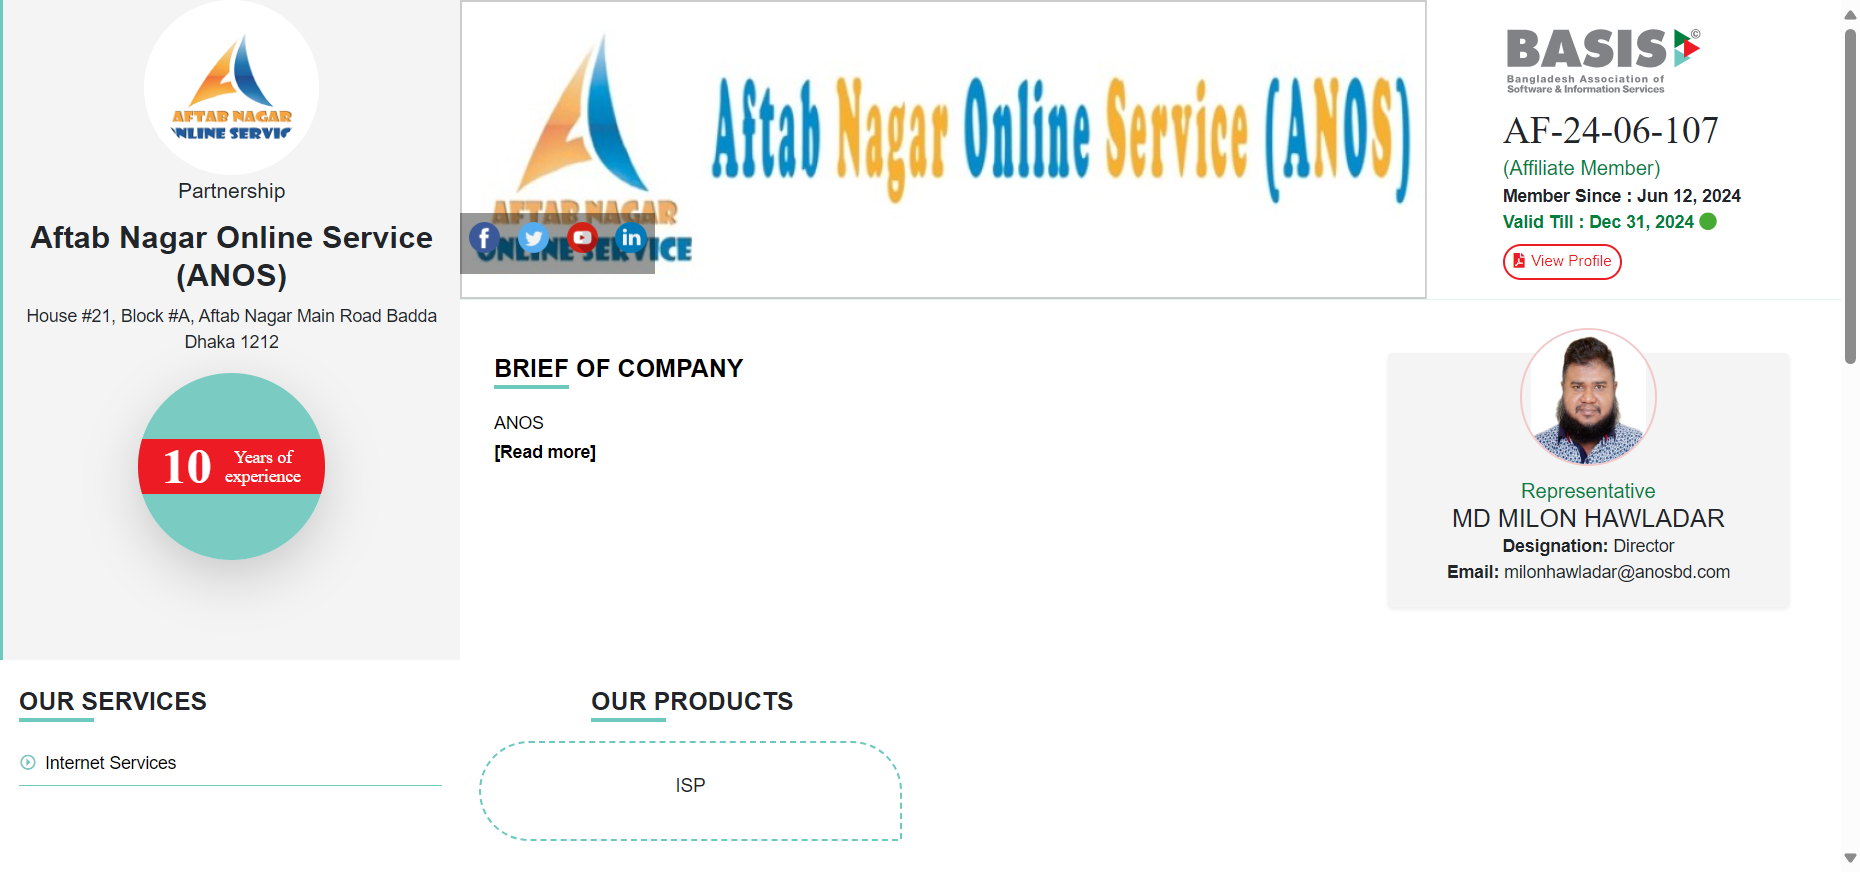 AFTAB NAGAR
ONLINE SERVIC
Partnership
Aftab Nagar Online Service
(ANOS)
House #21, Block #A, Aftab Nagar Main Road Badda
Dhaka 1212
10 Years of
experience
Aftab Nagar Online Service (ANOS)
AFTAB NAGAR
ONLINE SERVICE
BASIS©
Bangladesh Association of
Software & Information Services
AF-24-06-107
(Affiliate Member)
Member Since : Jun 12, 2024
Valid Till : Dec 31, 2024
View Profile
BRIEF OF COMPANY
ANOS
[Read more]
Representative
MD MILON HAWLADAR
Designation: Director
Email: milonhawladar@anosbd.com
OUR SERVICES
Internet Services
OUR PRODUCTS
ISP